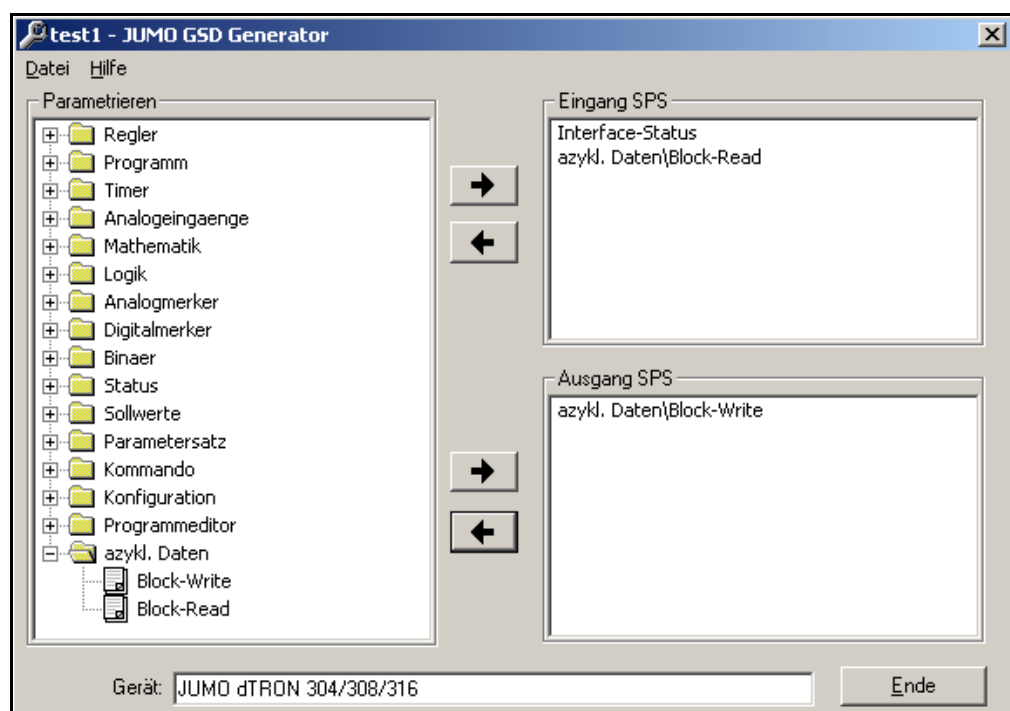 test1 - JUMO GSD Generator
Datei Hilfe
Parametrieren
Regler
Programm
Timer
Analogeingaenge
Mathematik
Logik
Analogmerker
Digitalmerker
Binaer
Status
Sollwerte
Parametersatz
Kommando
Konfiguration
Programmeditor
azykl. Daten
Block-Write
Block-Read
Eingang SPS
Interface-Status
azykl. Daten\Block-Read
Ausgang SPS
azykl. Daten\Block-Write
Gerät: JUMO dTRON 304/308/316
Ende